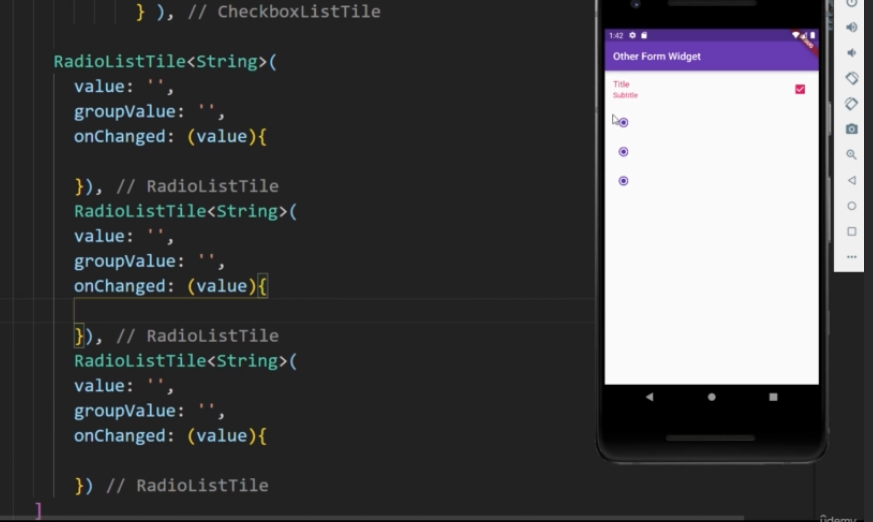 } ), // CheckboxListTile
RadioListTile<String>(
value: '',
groupValue: '',
onChanged: (value){
}), // RadioListTile
RadioListTile<String>(
value: '',
groupValue: '',
onChanged: (value){
}), // RadioListTile
RadioListTile<String>(
value: '',
groupValue: '',
onChanged: (value){
}) // RadioListTile
]
1:42
Other Form Widget
Title
Subtitle
udemy